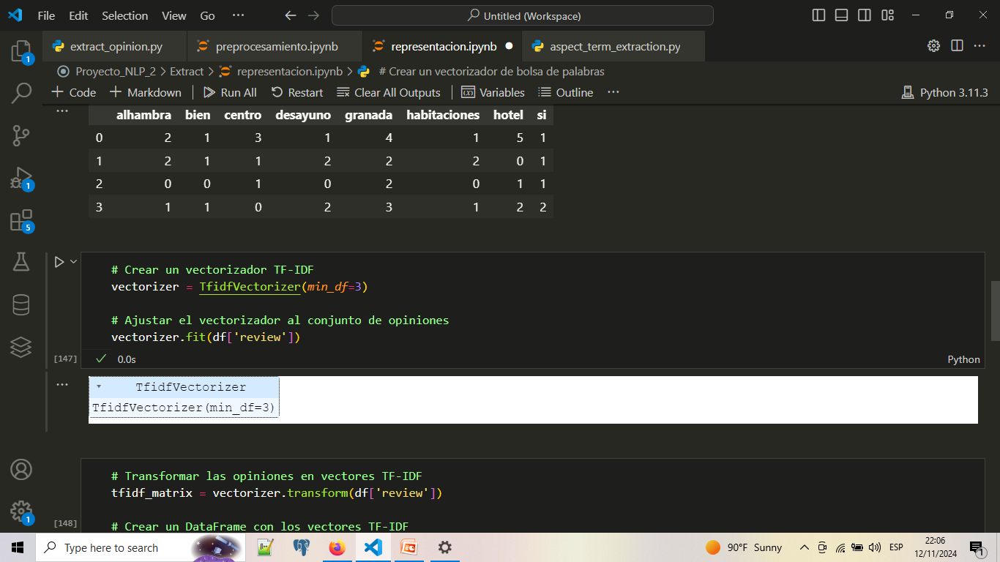 File Edit Selection View Go ··· Untitled (Workspace)
extract_opinion.py preprocesamiento.ipynb representacion.ipynb aspect_term_extraction.py
Proyecto_NLP_2 > Extract > representacion.ipynb > # Crear un vectorizador de bolsa de palabras
+ Code + Markdown Run All Restart Clear All Outputs Variables Outline ··· Python 3.11.3
alhambra bien centro desayuno granada habitaciones hotel si
0 2 1 3 1 4 1 5 1
1 2 1 1 2 2 2 0 1
2 0 0 1 0 2 0 1 1
3 1 1 0 2 3 1 2 2
# Crear un vectorizador TF-IDF
vectorizer = TfidfVectorizer(min_df=3)
# Ajustar el vectorizador al conjunto de opiniones
vectorizer.fit(df['review'])
[147] 0.0s Python
TfidfVectorizer
TfidfVectorizer(min_df=3)
# Transformar las opiniones en vectores TF-IDF
tfidf_matrix = vectorizer.transform(df['review'])
[148]
# Crear un DataFrame con los vectores TF-IDF
1
1
5
1
Type here to search 90°F Sunny ESP 22:06
12/11/2024 1